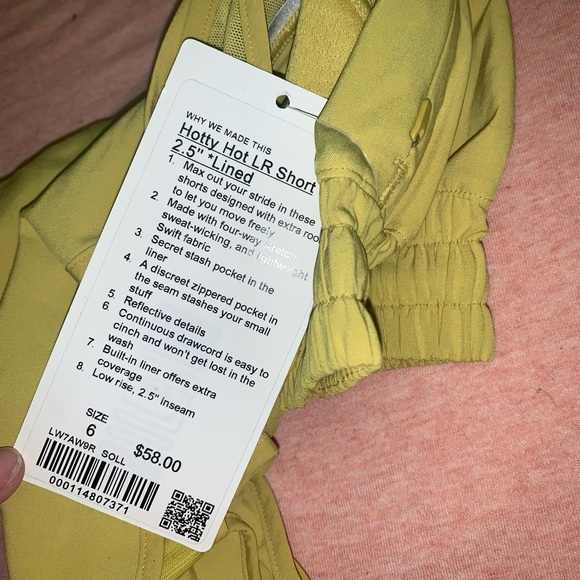 WHY WE MADE THIS
Hotty Hot LR Short
2.5" *Lined
1. Max out your stride in these
shorts designed with extra roo
to let you move freely
2. Made with four-way stretch,
sweat-wicking, and lightweight
Swift fabric
3. Secret stash pocket in the
liner
4. A discreet zippered pocket in
the seam stashes your small
stuff
5. Reflective details
6. Continuous drawcord is easy to
cinch and won't get lost in the
wash
7. Built-in liner offers extra
coverage
8. Low rise, 2.5" inseam
SIZE
6
$58.00
LW7AW9R SOLL
000114807371